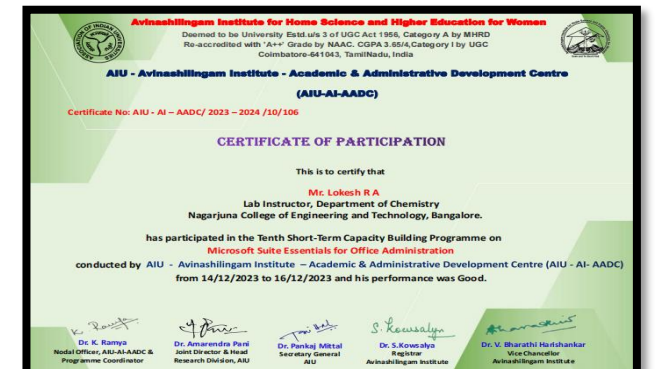 Avinashilingam Institute for Home Science and Higher Education for Women
Deemed to be University Estd.u/s 3 of UGC Act 1956, Category A by MHRD
Re-accredited with 'A++' Grade by NAAC. CGPA 3.65/4,Category I by UGC
Coimbatore-641043, TamilNadu, India
AIU - Avinashilingam Institute - Academic & Administrative Development Centre
(AIU-AI-AADC)
Certificate No: AIU - AI – AADC/ 2023 – 2024 /10/106
CERTIFICATE OF PARTICIPATION
This is to certify that
Mr. Lokesh R A
Lab Instructor, Department of Chemistry
Nagarjuna College of Engineering and Technology, Bangalore.
has participated in the Tenth Short-Term Capacity Building Programme on
Microsoft Suite Essentials for Office Administration
conducted by AIU - Avinashilingam Institute – Academic & Administrative Development Centre (AIU - AI- AADC)
from 14/12/2023 to 16/12/2023 and his performance was Good.
S. Kowsalya
Dr. K. Ramya
Nodal Officer, AIU-AI-AADC &
Programme Coordinator
Dr. Amarendra Pani
Joint Director & Head
Research Division, AIU
Dr. Pankaj Mittal
Secretary General
AIU
Dr. S.Kowsalya
Registrar
Avinashilingam Institute
Dr. V. Bharathi Harishankar
Vice Chancellor
Avinashilingam Institute